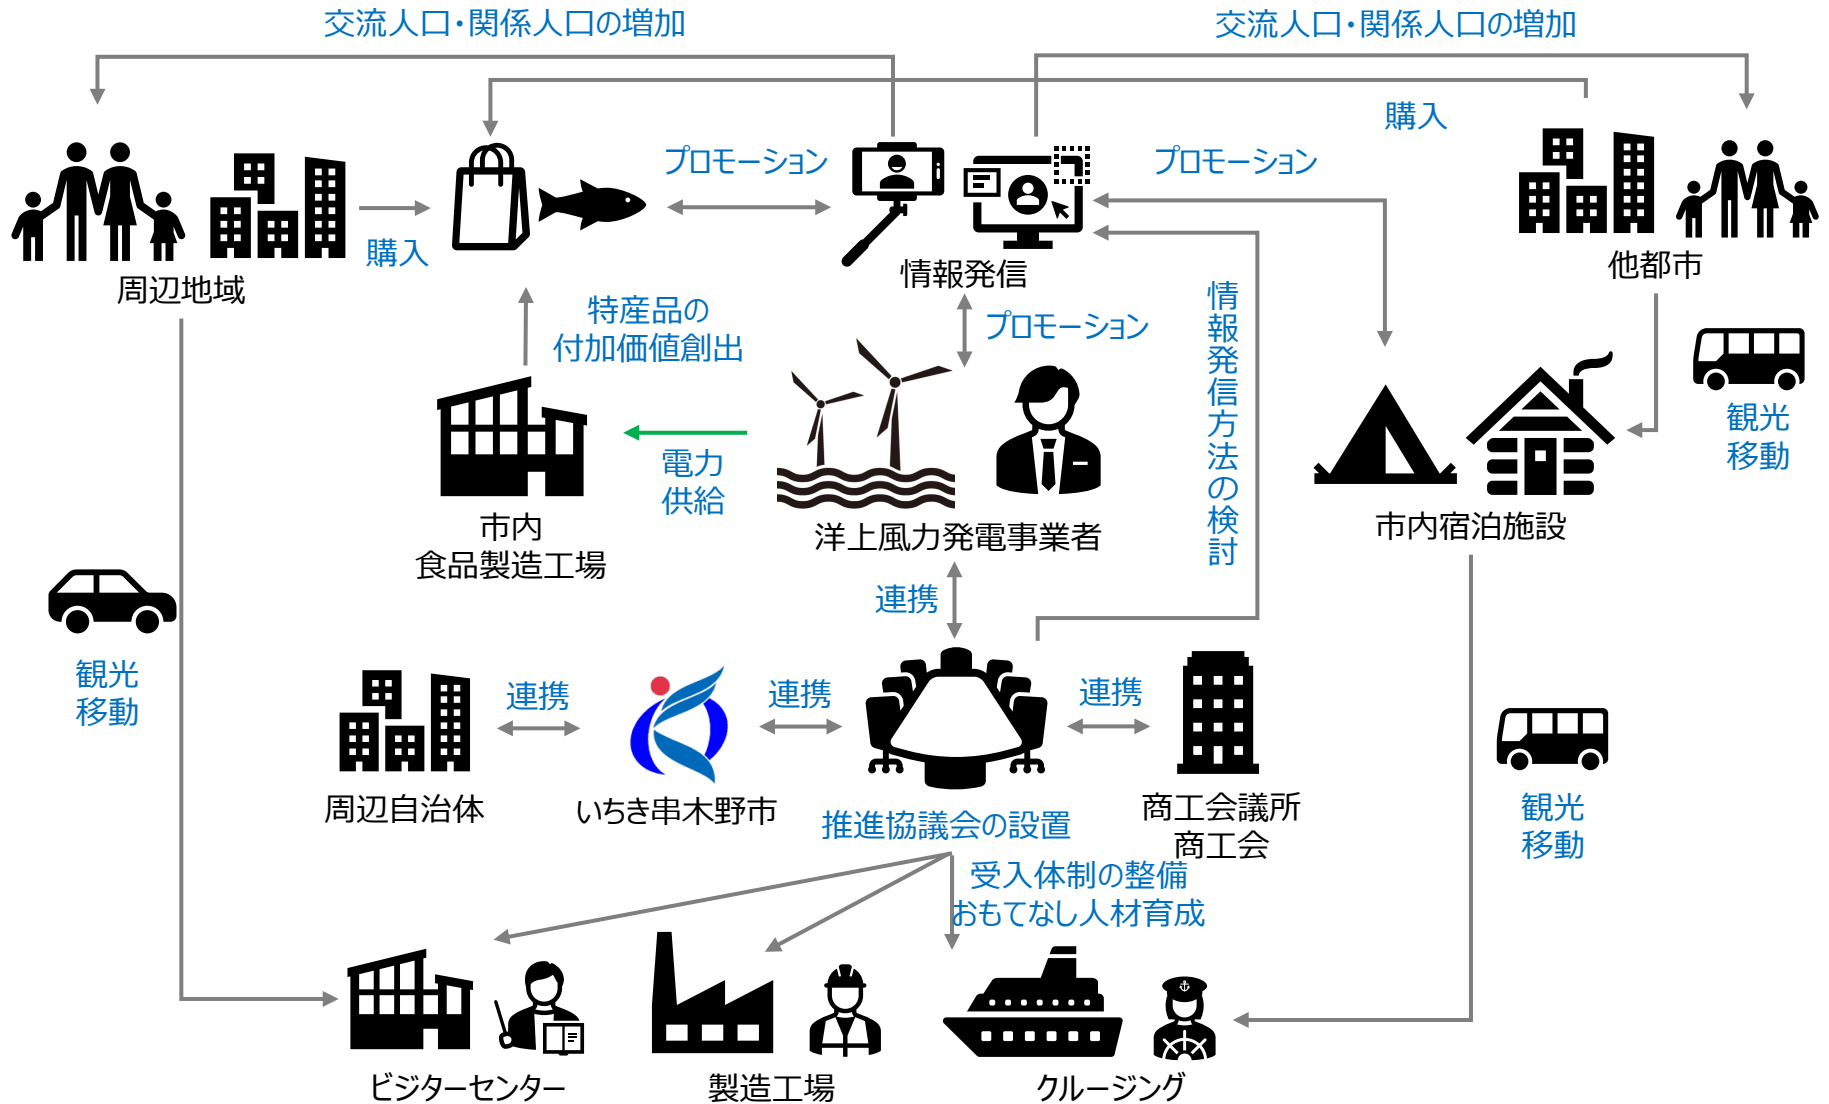 交流人口・関係人口の増加
交流人口・関係人口の増加
購入
プロモーション
プロモーション
購入
周辺地域
情報発信
他都市
特産品の
付加価値創出
プロモーション
情報発信方法の検討
観光
移動
電力
供給
市内
食品製造工場
洋上風力発電事業者
市内宿泊施設
連携
観光
移動
連携
連携
連携
周辺自治体
いちき串木野市
推進協議会の設置
商工会議所
商工会
観光
移動
受入体制の整備
おもてなし人材育成
ビジターセンター
製造工場
クルージング